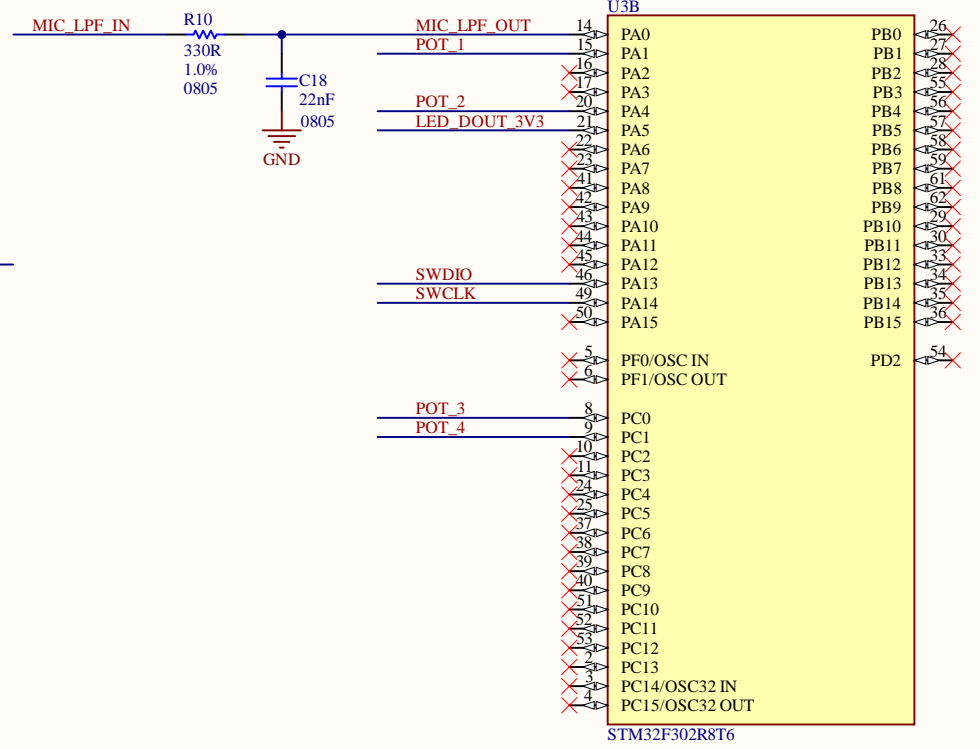 U3B
MIC_LPF_IN
R10
330R
1.0%
0805
C18
22nF
0805
GND
MIC_LPF_OUT 14 PA0 PB0 26
POT_1 15 PA1 PB1 27
16 PA2 PB2 28
17 PA3 PB3 55
POT_2 20 PA4 PB4 56
LED_DOUT_3V3 21 PA5 PB5 57
22 PA6 PB6 58
23 PA7 PB7 59
41 PA8 PB8 61
42 PA9 PB9 62
43 PA10 PB10 29
44 PA11 PB11 30
45 PA12 PB12 33
SWDIO 46 PA13 PB13 34
SWCLK 49 PA14 PB14 35
50 PA15 PB15 36
5 PF0/OSC IN PD2 54
6 PF1/OSC OUT
POT_3 8 PC0
POT_4 9 PC1
10 PC2
11 PC3
24 PC4
25 PC5
37 PC6
38 PC7
39 PC8
40 PC9
51 PC10
52 PC11
53 PC12
2 PC13
3 PC14/OSC32 IN
4 PC15/OSC32 OUT
STM32F302R8T6